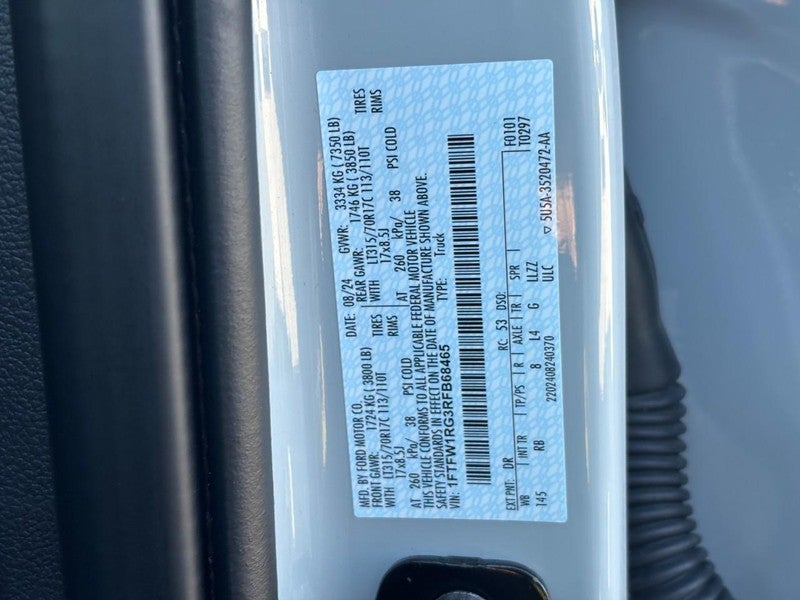 MFD. BY FORD MOTOR CO. DATE: 08/24 GVWR: 3334 KG ( 7350 LB)
FRONT GAWR: 1724 KG ( 3800 LB) REAR GAWR: 1746 KG ( 3850 LB)
WITH LT315/70R17C 113/110T TIRES WITH LT315/70R17C 113/110T TIRES
17x8.5J RIMS 17x8.5J RIMS
AT 260 kPa/ 38 PSI COLD AT 260 kPa/ 38 PSI COLD
THIS VEHICLE CONFORMS TO ALL APPLICABLE FEDERAL MOTOR VEHICLE
SAFETY STANDARDS IN EFFECT ON THE DATE OF MANUFACTURE SHOWN ABOVE.
VIN: 1FTFW1RG3RFB68465 Truck
F0101
T0297
EXT PNT: DR RC: 53 DSO:
WB INT TR TP/PS R AXLE TR SPR
145 RB 8 L4 G LLZZ
2202408240370 ULC
▽ 5U5A-3520472-AA